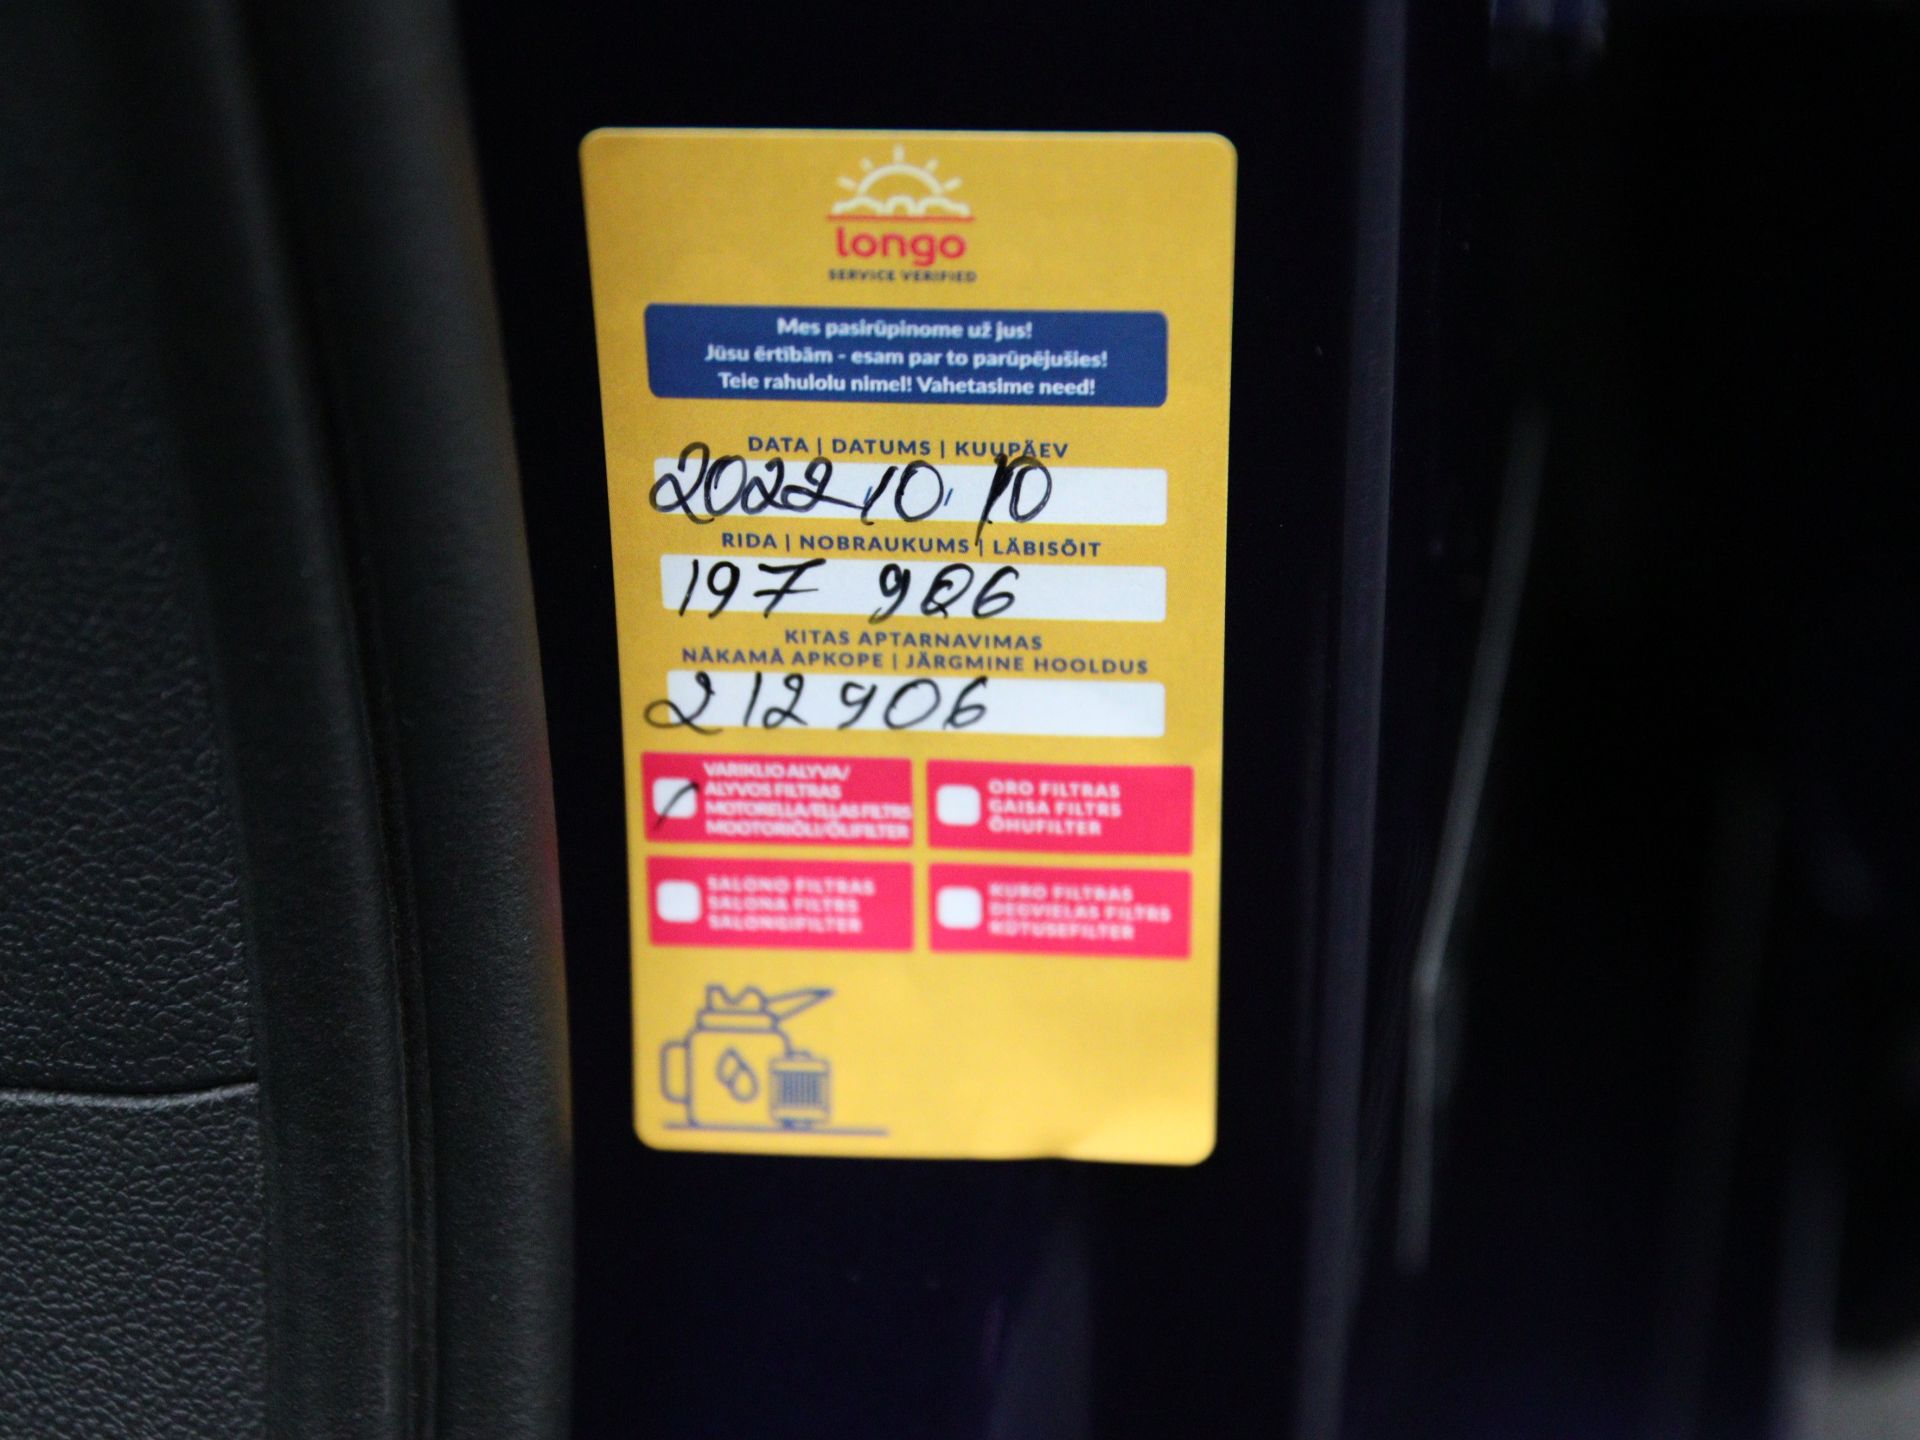 longo
SERVICE VERIFIED
Mes pasirūpinome už jus!
Jūsu ērtībām - esam par to parūpējušies!
Teie rahulolu nimel! Vahetasime need!
DATA | DATUMS | KUUPÄEV
2022,10, 10
RIDA | NOBRAUKUMS | LÄBISÕIT
197 906
KITAS APTARNAVIMAS
NĀKAMĀ APKOPE | JÄRGMINE HOOLDUS
212906
VARIKLIO ALYVA/
ALYVOS FILTRAS
MOTOREĻĻA/EĻĻAS FILTRS
MOOTORIÕLI/ÕLIFILTER
ORO FILTRAS
GAISA FILTRS
ÕHUFILTER
SALONO FILTRAS
SALONA FILTRS
SALONGIFILTER
KURO FILTRAS
DEGVIELAS FILTRS
KÜTUSEFILTER